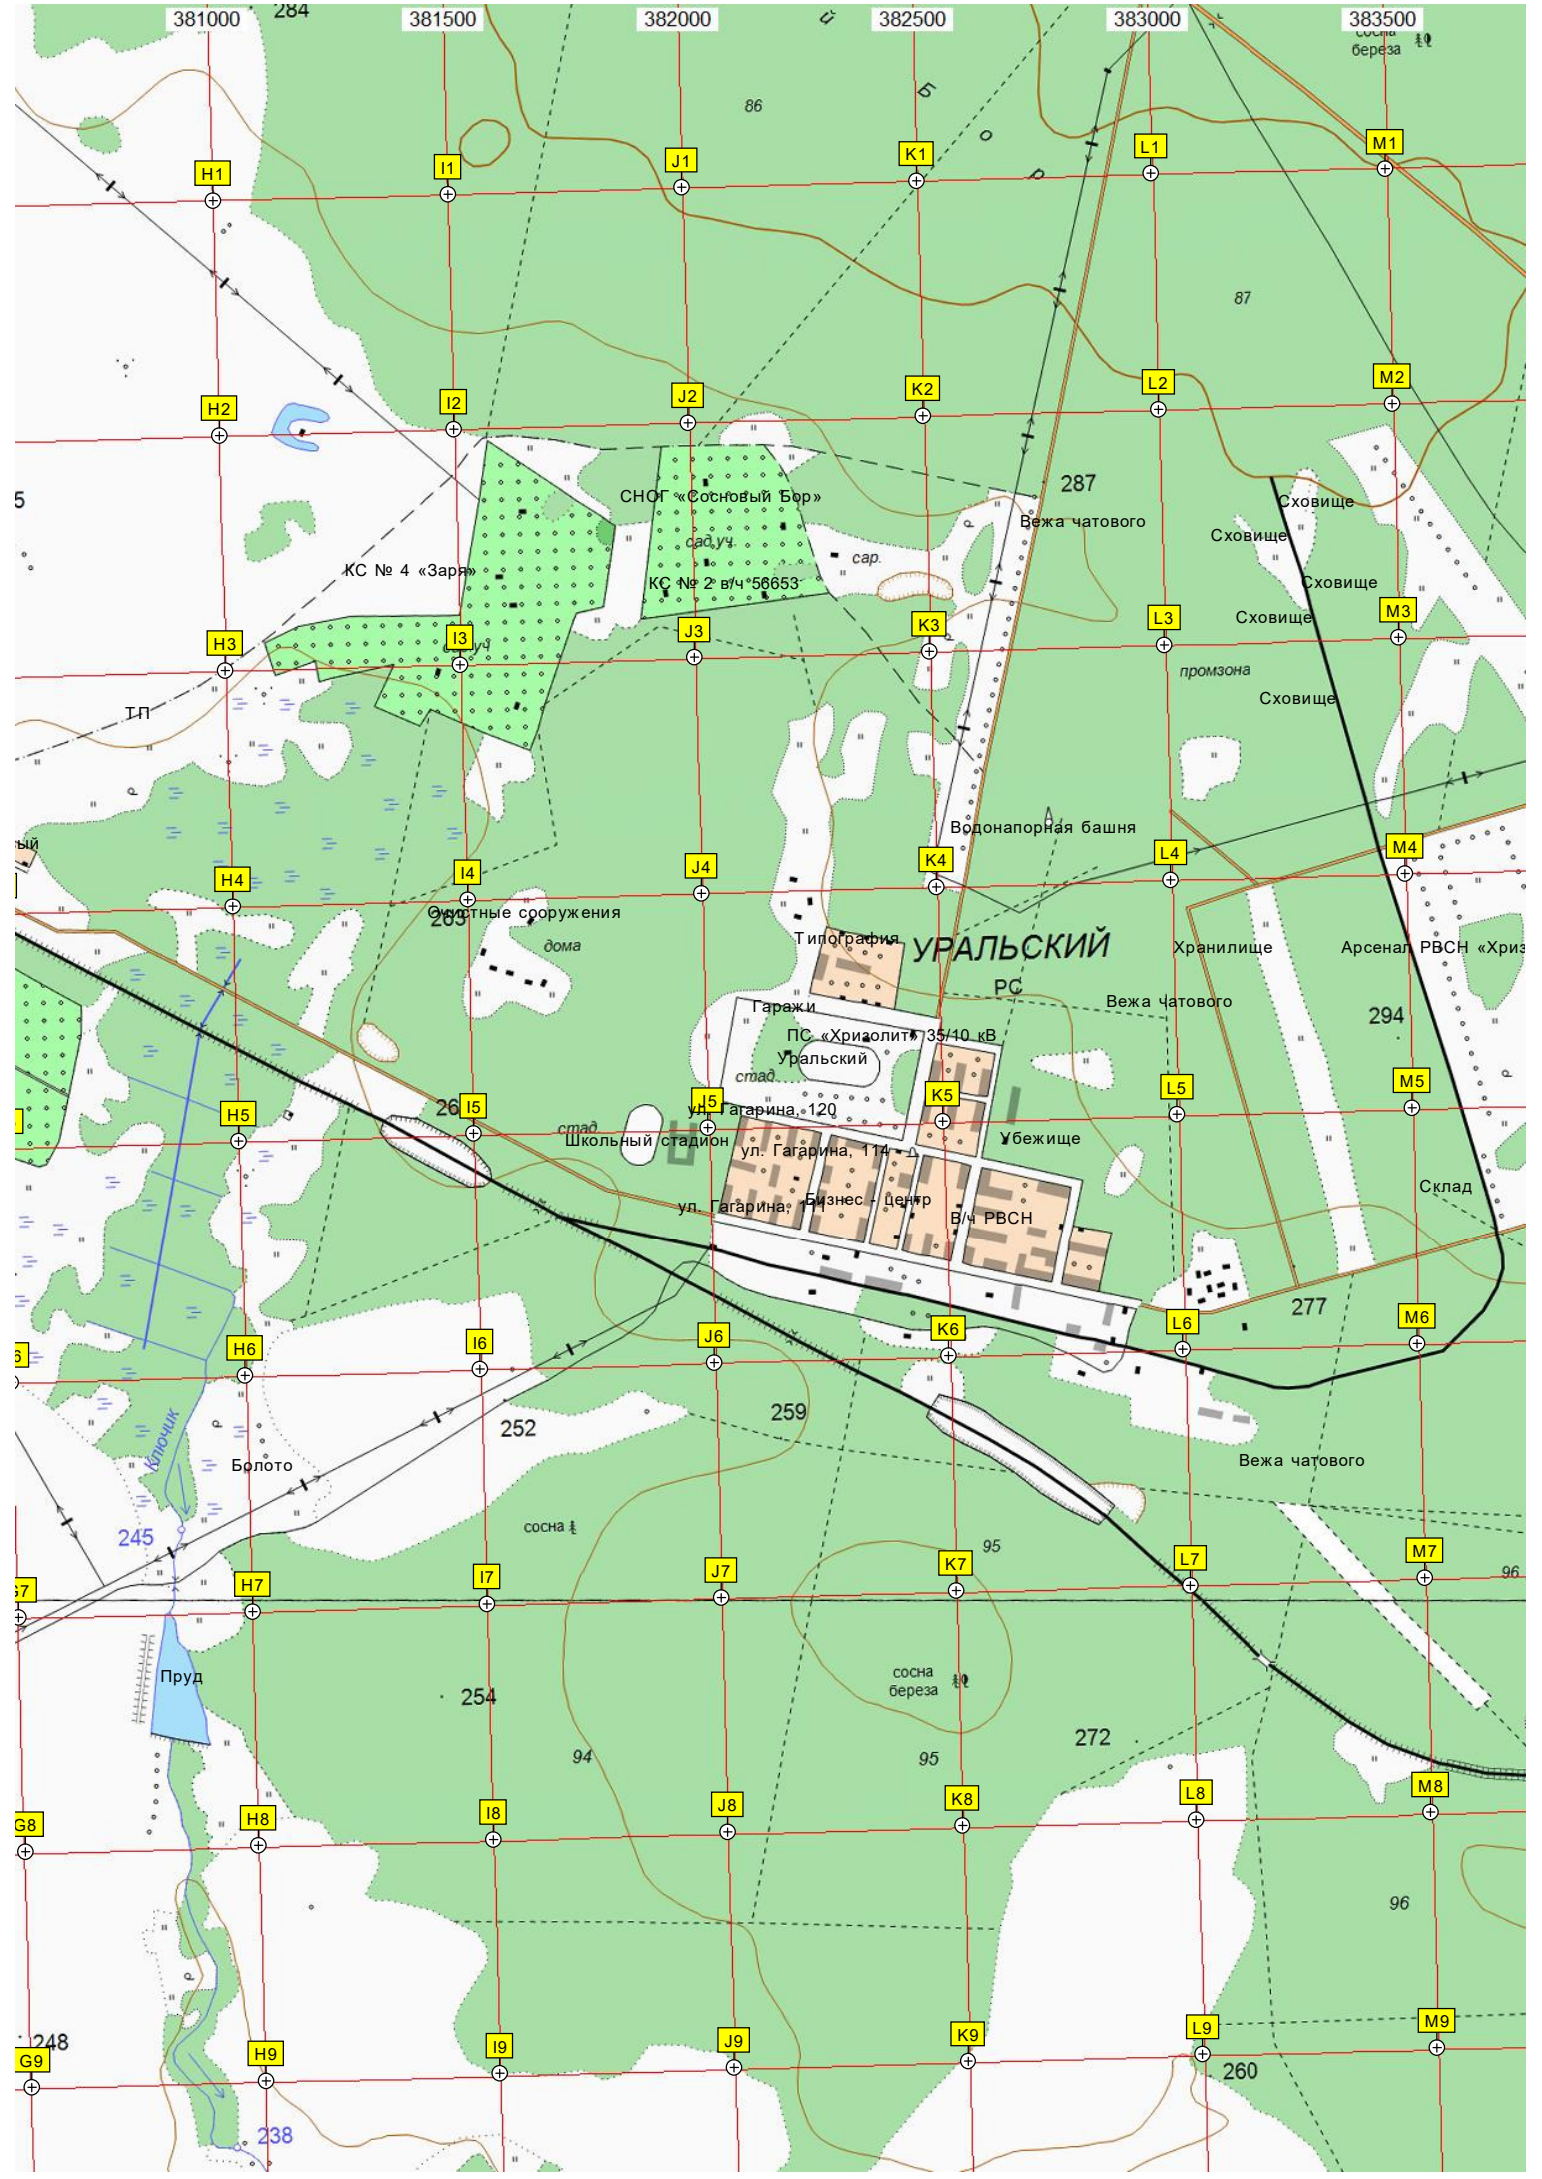 284
381000
381500
382000
382500
383000
383500
й
сосна
береза
86
Б
о
р
H1
I1
J1
K1
L1
M1
87
H2
I2
J2
K2
L2
M2
5
287
СНОГ «Сосновый Бор»
Сховище
Вежа чатового
Сховище
сад.уч.
сар.
КС № 4 «Заря»
КС № 2 в/ч 56653
Сховище
Сховище
H3
I3
J3
K3
L3
M3
промзона
Сховище
ТП
Водонапорная башня
ый
H4
I4
J4
K4
L4
M4
Очистные сооружения
263
дома
Типография
УРАЛЬСКИЙ
РС
Хранилище
Арсенал РВСН «Хриз
Гаражи
Вежа чатового
294
ПС «Хризолит» 35/10 кВ
Уральский
стад.
26
H5
I5
J5
K5
L5
M5
ул. Гагарина, 120
стад.
Школьный стадион
Убежище
ул. Гагарина, 114
Бизнес - центр
Склад
ул. Гагарина, 111
В/ч РВСН
277
6
H6
I6
J6
K6
L6
M6
252
259
Ключик
Болото
Вежа чатового
245
сосна
95
96
G7
H7
I7
J7
K7
L7
M7
Пруд
254
сосна
береза
272
94
95
G8
H8
I8
J8
K8
L8
M8
96
248
G9
H9
I9
J9
K9
L9
M9
260
238